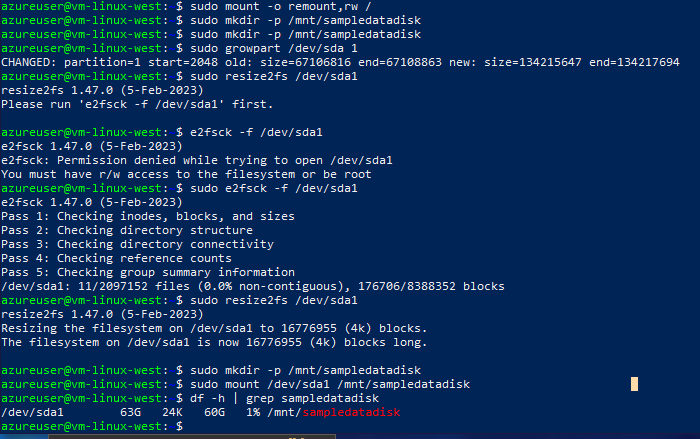 azureuser@vm-linux-west:~$ sudo mount -o remount,rw /
azureuser@vm-linux-west:~$ sudo mkdir -p /mnt/sampledatadisk
azureuser@vm-linux-west:~$ sudo mkdir -p /mnt/sampledatadisk
azureuser@vm-linux-west:~$ sudo growpart /dev/sda 1
CHANGED: partition=1 start=2048 old: size=67106816 end=67108863 new: size=134215647 end=134217694
azureuser@vm-linux-west:~$ sudo resize2fs /dev/sda1
resize2fs 1.47.0 (5-Feb-2023)
Please run 'e2fsck -f /dev/sda1' first.
azureuser@vm-linux-west:~$ e2fsck -f /dev/sda1
e2fsck 1.47.0 (5-Feb-2023)
e2fsck: Permission denied while trying to open /dev/sda1
You must have r/w access to the filesystem or be root
azureuser@vm-linux-west:~$ sudo e2fsck -f /dev/sda1
e2fsck 1.47.0 (5-Feb-2023)
Pass 1: Checking inodes, blocks, and sizes
Pass 2: Checking directory structure
Pass 3: Checking directory connectivity
Pass 4: Checking reference counts
Pass 5: Checking group summary information
/dev/sda1: 11/2097152 files (0.0% non-contiguous), 176706/8388352 blocks
azureuser@vm-linux-west:~$ sudo resize2fs /dev/sda1
resize2fs 1.47.0 (5-Feb-2023)
Resizing the filesystem on /dev/sda1 to 16776955 (4k) blocks.
The filesystem on /dev/sda1 is now 16776955 (4k) blocks long.
azureuser@vm-linux-west:~$ sudo mkdir -p /mnt/sampledatadisk
azureuser@vm-linux-west:~$ sudo mount /dev/sda1 /mnt/sampledatadisk
azureuser@vm-linux-west:~$ df -h | grep sampledatadisk
/dev/sda1 63G 24K 60G 1% /mnt/sampledatadisk
azureuser@vm-linux-west:~$